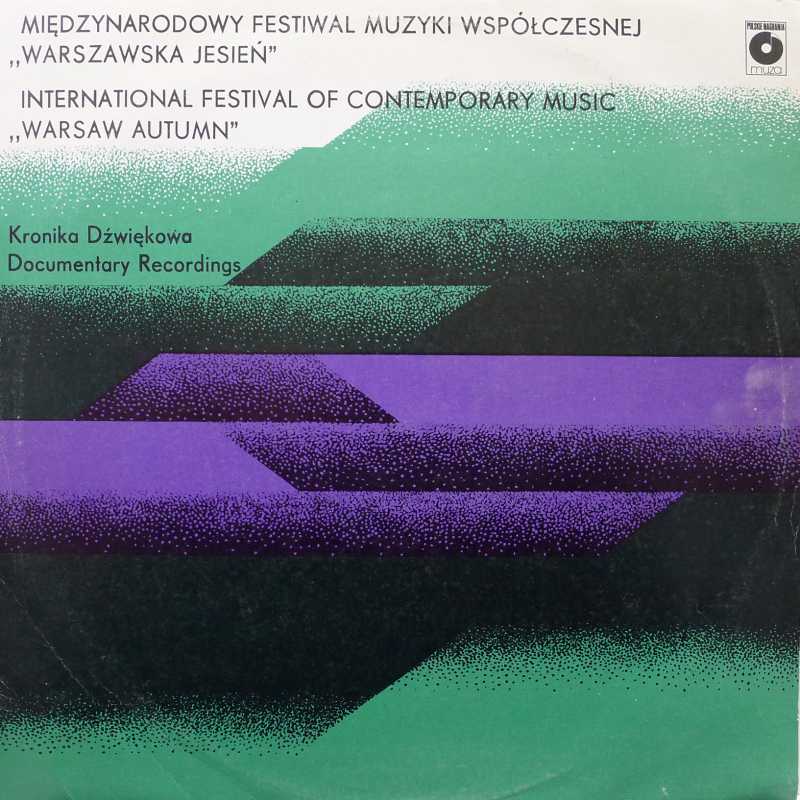 MIĘDZYNARODOWY FESTIWAL MUZYKI WSPÓŁCZESNEJ
,,WARSZAWSKA JESIEŃ”
INTERNATIONAL FESTIVAL OF CONTEMPORARY MUSIC
,,WARSAW AUTUMN”
POLSKIE NAGRANIA
muza
Kronika Dźwiękowa
Documentary Recordings